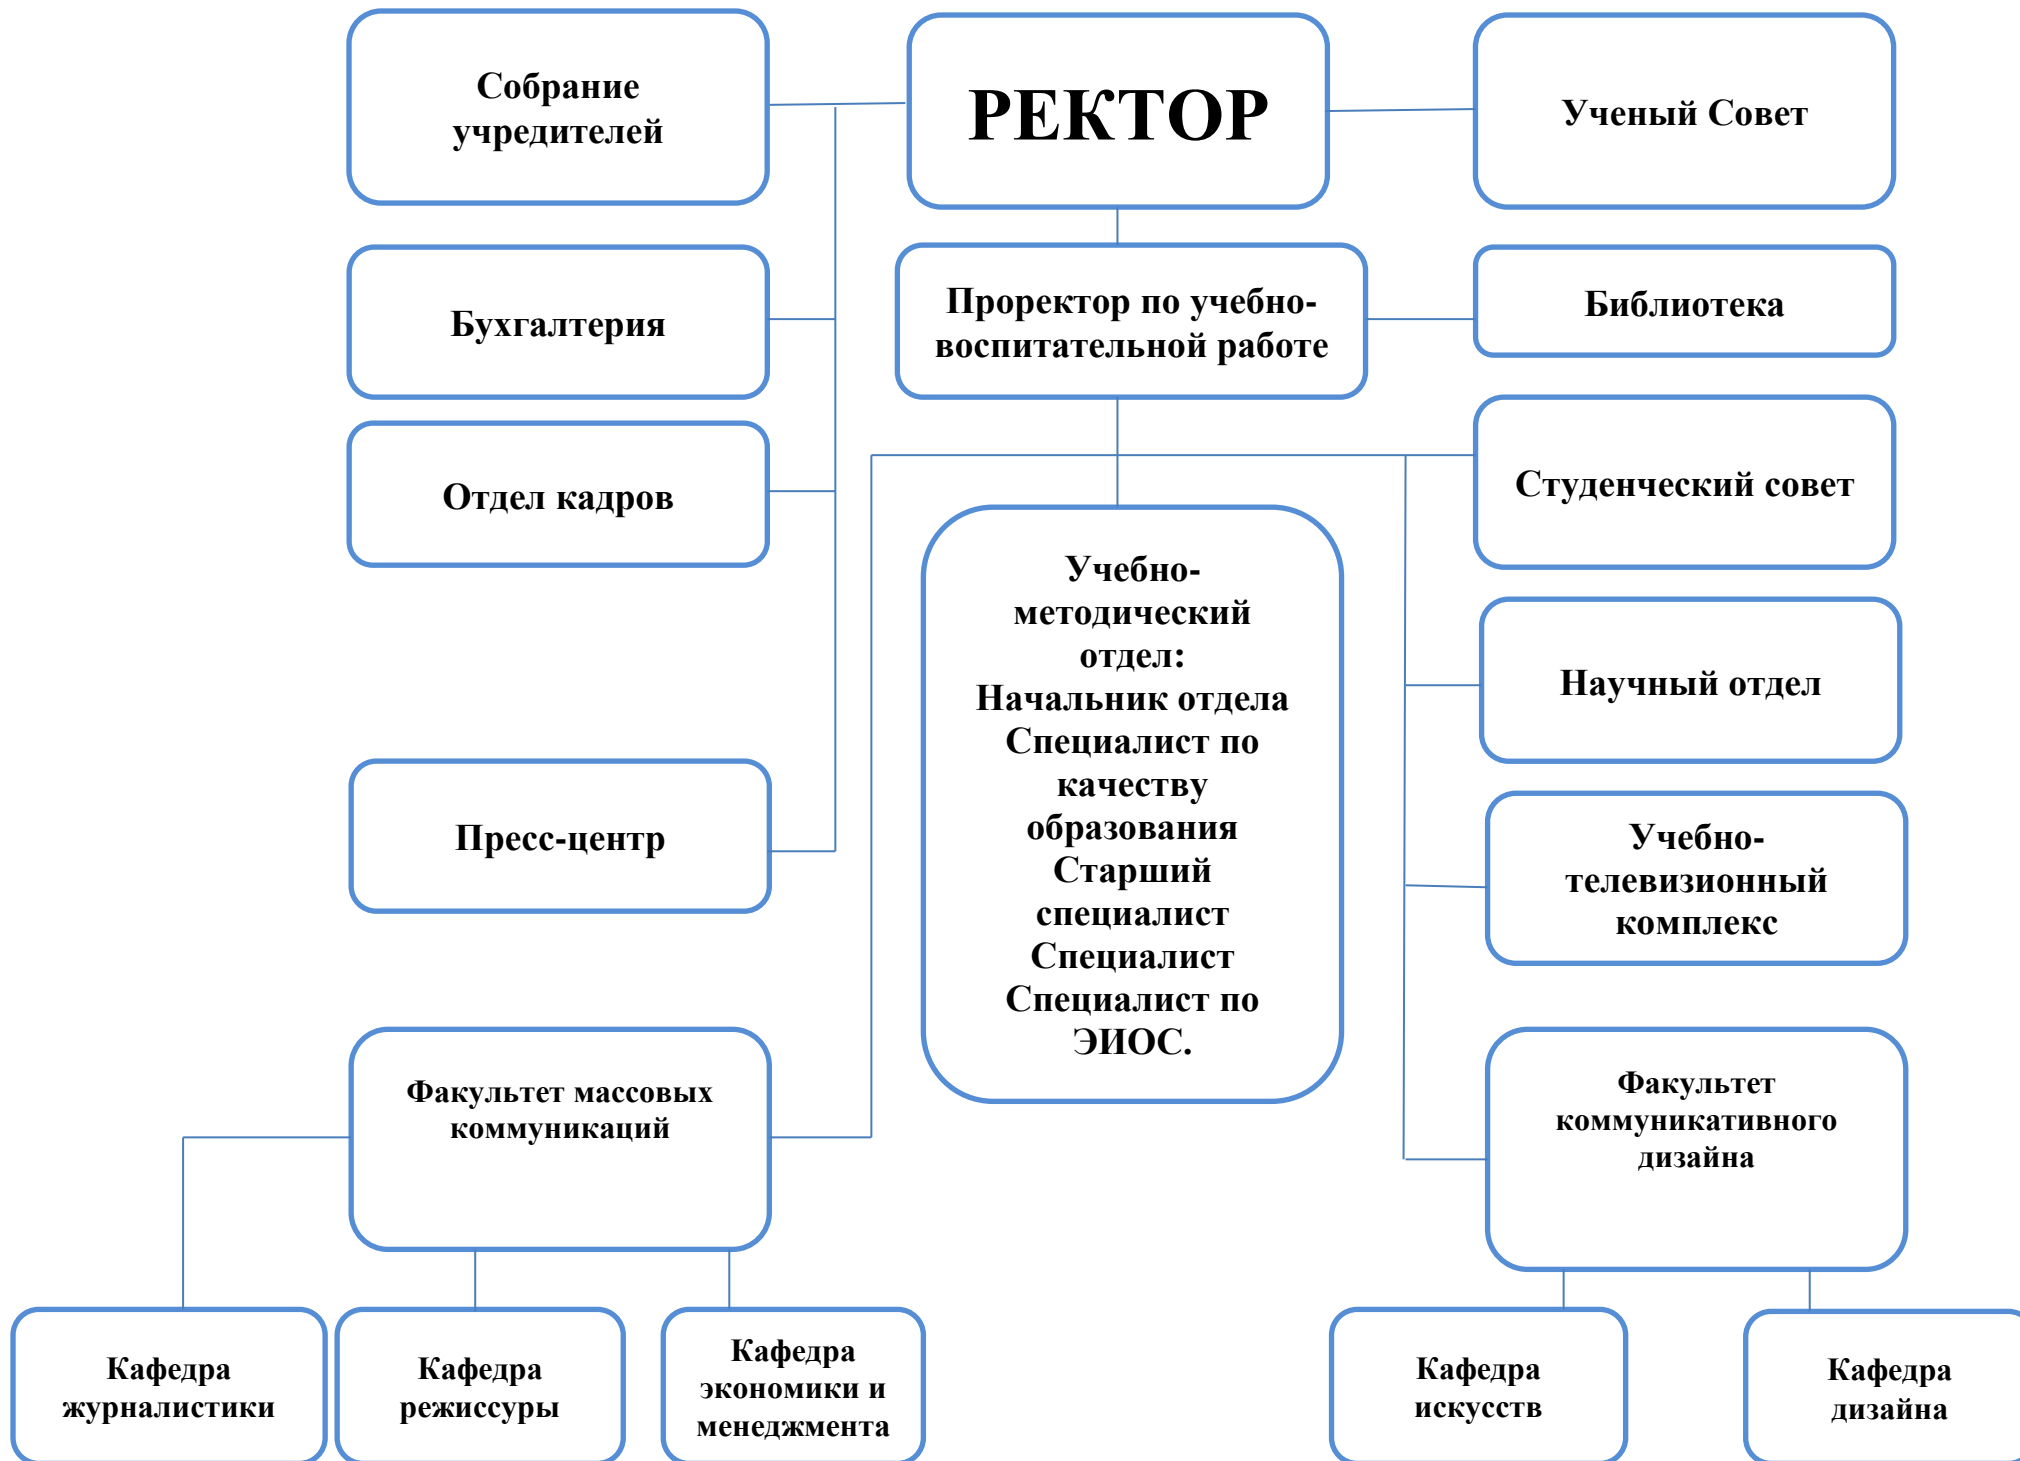 Собрание
учредителей
РЕКТОР
Ученый Совет
Бухгалтерия
Проректор по учебно-
воспитательной работе
Библиотека
Отдел кадров
Студенческий совет
Учебно-
методический
отдел:
Начальник отдела
Специалист по
качеству
образования
Старший
специалист
Специалист
Специалист по
ЭИОС.
Научный отдел
Пресс-центр
Учебно-
телевизионный
комплекс
Факультет массовых
коммуникаций
Факультет
коммуникативного
дизайна
Кафедра
журналистики
Кафедра
режиссуры
Кафедра
экономики и
менеджмента
Кафедра
искусств
Кафедра
дизайна